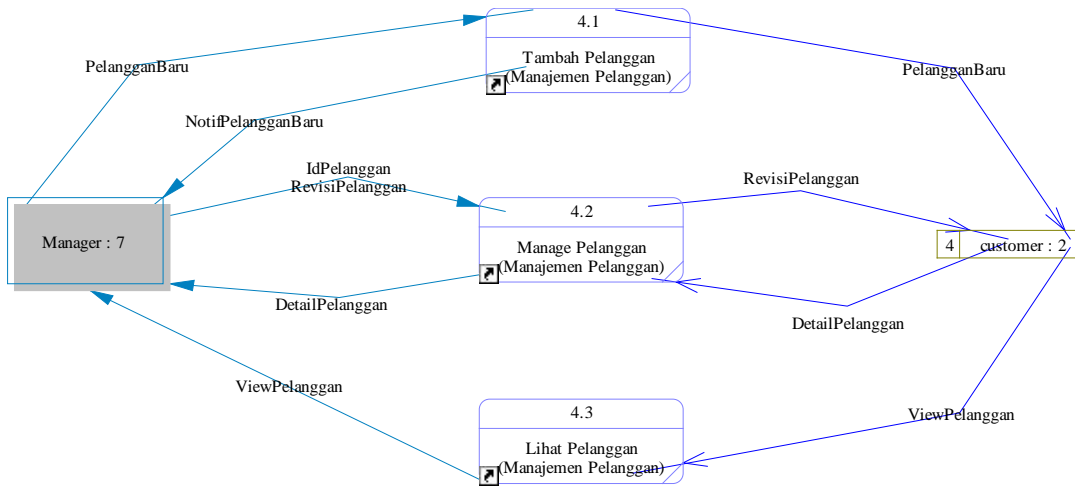 4.1
Tambah Pelanggan
(Manajemen Pelanggan)
PelangganBaru
PelangganBaru
NotifPelangganBaru
IdPelanggan
RevisiPelanggan
RevisiPelanggan
4.2
Manage Pelanggan
(Manajemen Pelanggan)
Manager : 7
4 customer : 2
DetailPelanggan
DetailPelanggan
ViewPelanggan
ViewPelanggan
4.3
Lihat Pelanggan
(Manajemen Pelanggan)